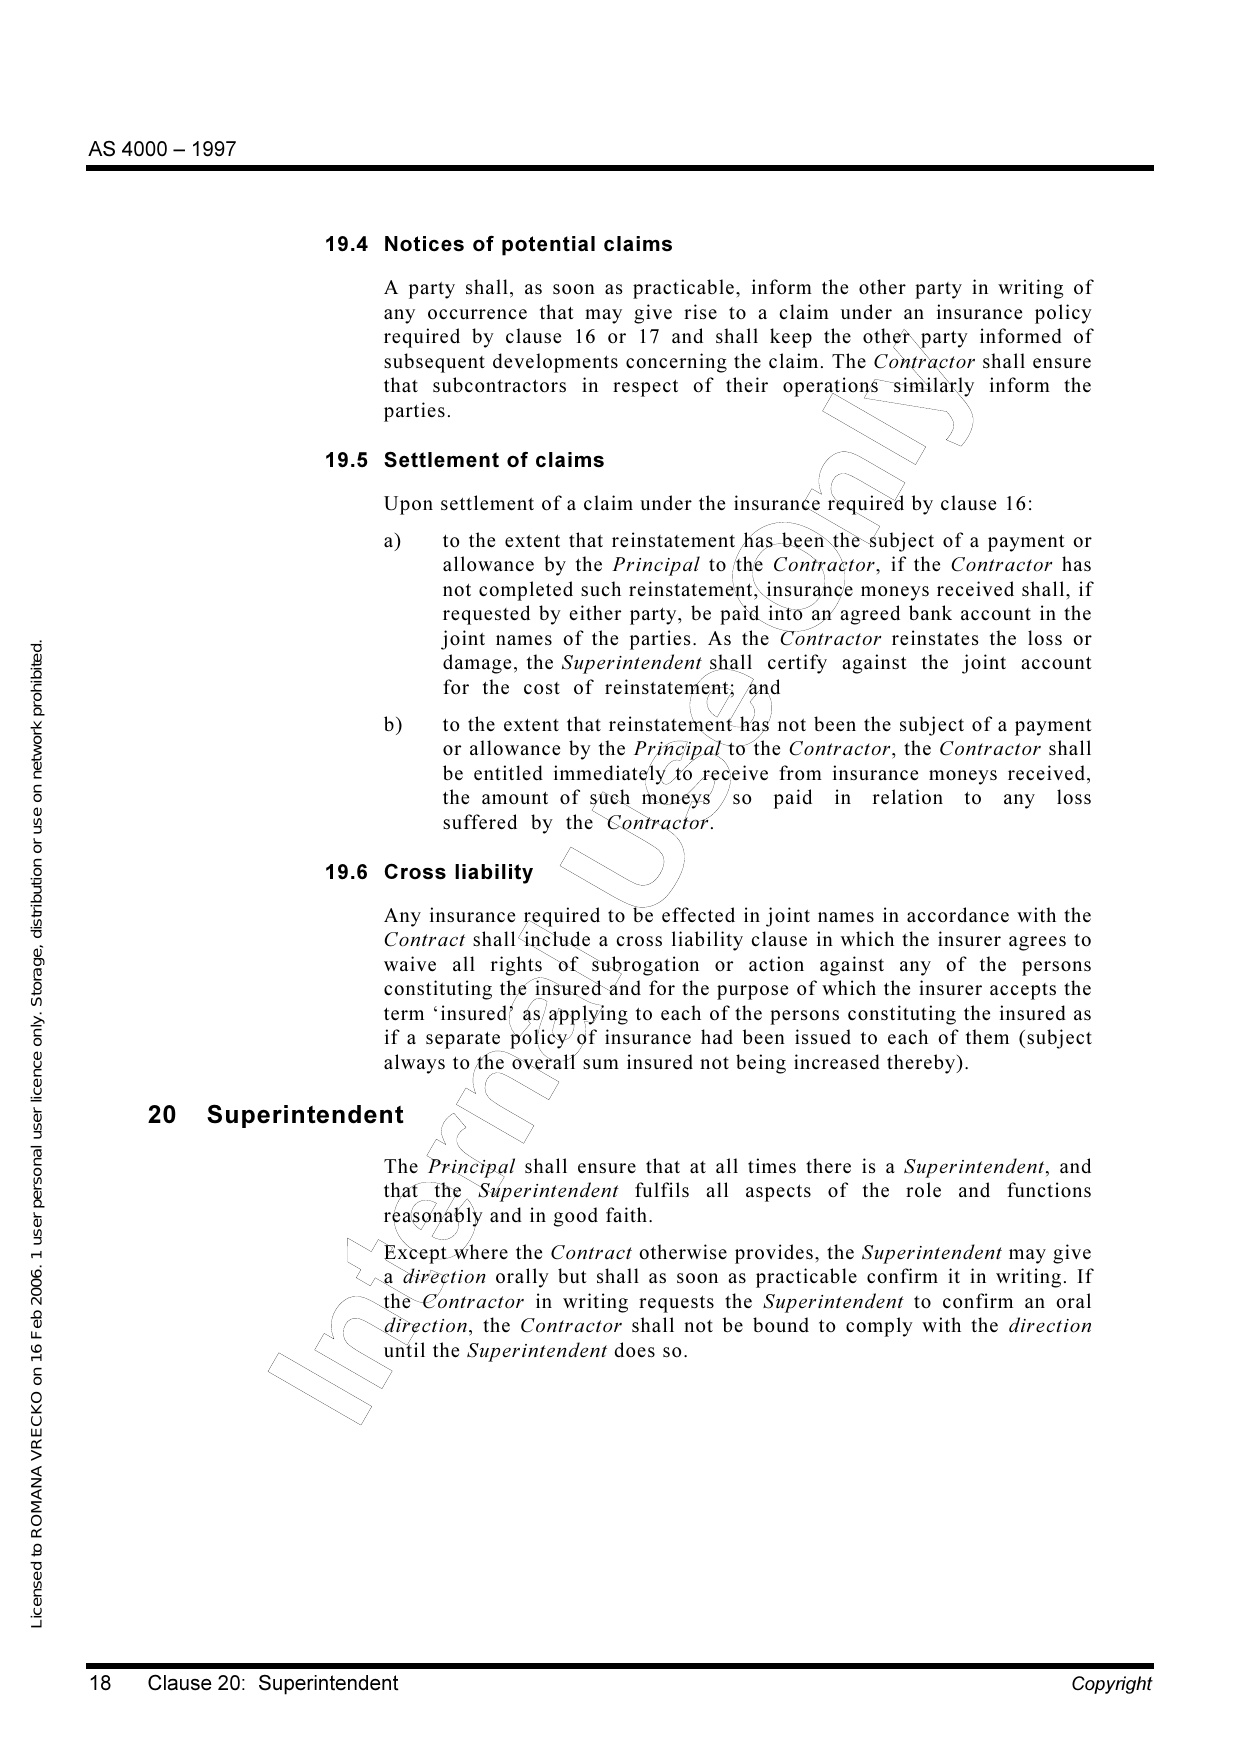 AS 4000 – 1997
19.4 Notices of potential claims
A party shall, as soon as practicable, inform the other party in writing of
any occurrence that may give rise to a claim under an insurance policy
required by clause 16 or 17 and shall keep the other party informed of
subsequent developments concerning the claim. The Contractor shall ensure
that subcontractors in respect of their operations similarly inform the
parties.
19.5 Settlement of claims
Upon settlement of a claim under the insurance required by clause 16:
a) to the extent that reinstatement has been the subject of a payment or
allowance by the Principal to the Contractor, if the Contractor has
not completed such reinstatement, insurance moneys received shall, if
requested by either party, be paid into an agreed bank account in the
joint names of the parties. As the Contractor reinstates the loss or
damage, the Superintendent shall certify against the joint account
for the cost of reinstatement; and
b) to the extent that reinstatement has not been the subject of a payment
or allowance by the Principal to the Contractor, the Contractor shall
be entitled immediately to receive from insurance moneys received,
the amount of such moneys so paid in relation to any loss
suffered by the Contractor.
19.6 Cross liability
Any insurance required to be effected in joint names in accordance with the
Contract shall include a cross liability clause in which the insurer agrees to
waive all rights of subrogation or action against any of the persons
constituting the insured and for the purpose of which the insurer accepts the
term ‘insured’ as applying to each of the persons constituting the insured as
if a separate policy of insurance had been issued to each of them (subject
always to the overall sum insured not being increased thereby).
20 Superintendent
The Principal shall ensure that at all times there is a Superintendent, and
that the Superintendent fulfils all aspects of the role and functions
reasonably and in good faith.
Except where the Contract otherwise provides, the Superintendent may give
a direction orally but shall as soon as practicable confirm it in writing. If
the Contractor in writing requests the Superintendent to confirm an oral
direction, the Contractor shall not be bound to comply with the direction
until the Superintendent does so.
Internal Use Only
Licensed to ROMANA VRECKO on 16 Feb 2006. 1 user personal user licence only. Storage, distribution or use on network prohibited.
18 Clause 20: Superintendent Copyright